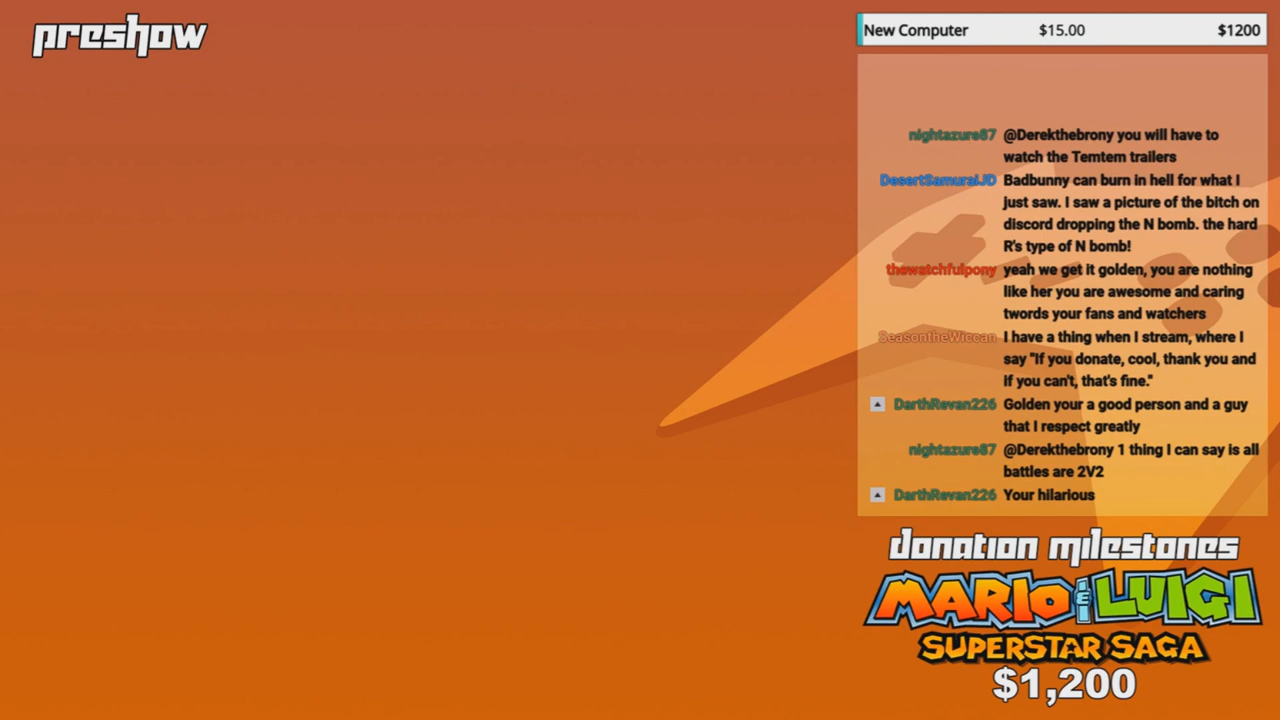 preshow
New Computer $15.00 $1200
nightazure87 @Derekthebrony you will have to
watch the Temtem trailers
DesertSamuraiJD Badbunny can burn in hell for what I
just saw. I saw a picture of the bitch on
discord dropping the N bomb. the hard
R's type of N bomb!
thewatchfulpony yeah we get it golden, you are nothing
like her you are awesome and caring
twords your fans and watchers
SeasontheWiccan I have a thing when I stream, where I
say "If you donate, cool, thank you and
if you can't, that's fine."
DarthRevan226 Golden your a good person and a guy
that I respect greatly
nightazure87 @Derekthebrony 1 thing I can say is all
battles are 2V2
DarthRevan226 Your hilarious
donation milestones
MARIO & LUIGI
SUPERSTAR SAGA
$1,200